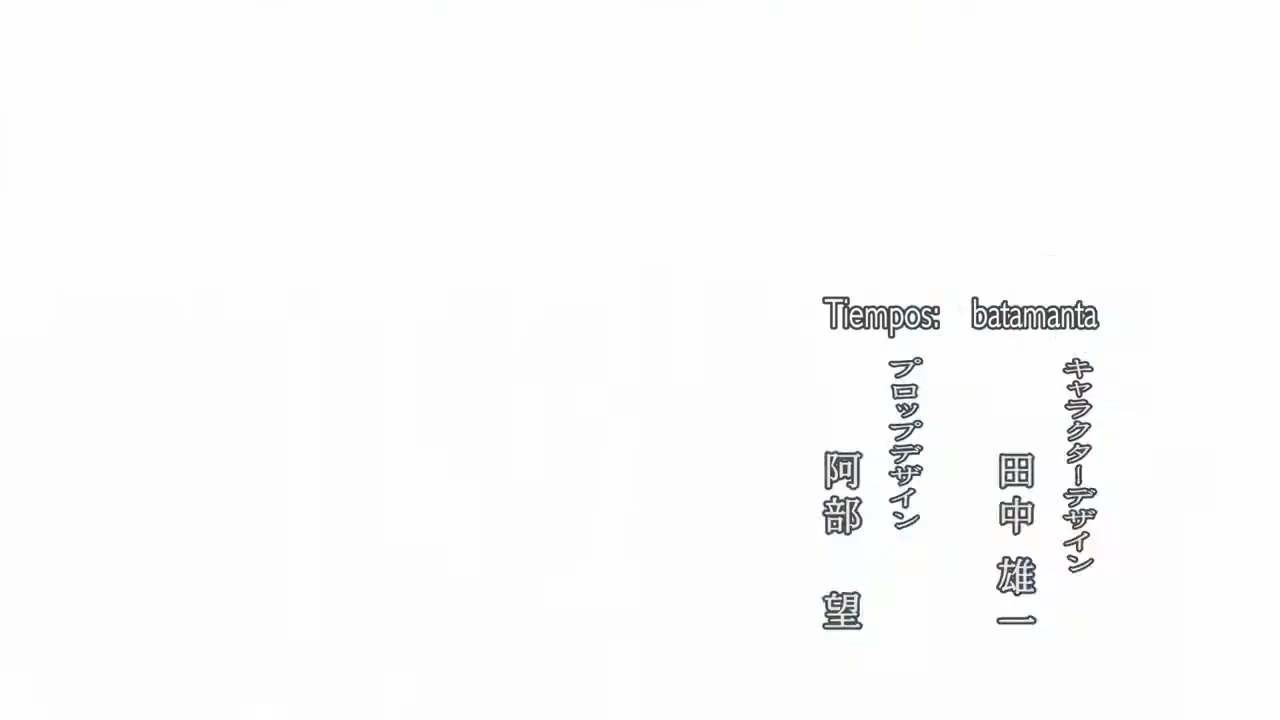 Tiempos: batamanta
キャラクターデザイン
田中 雄一
プロップデザイン
阿部 望